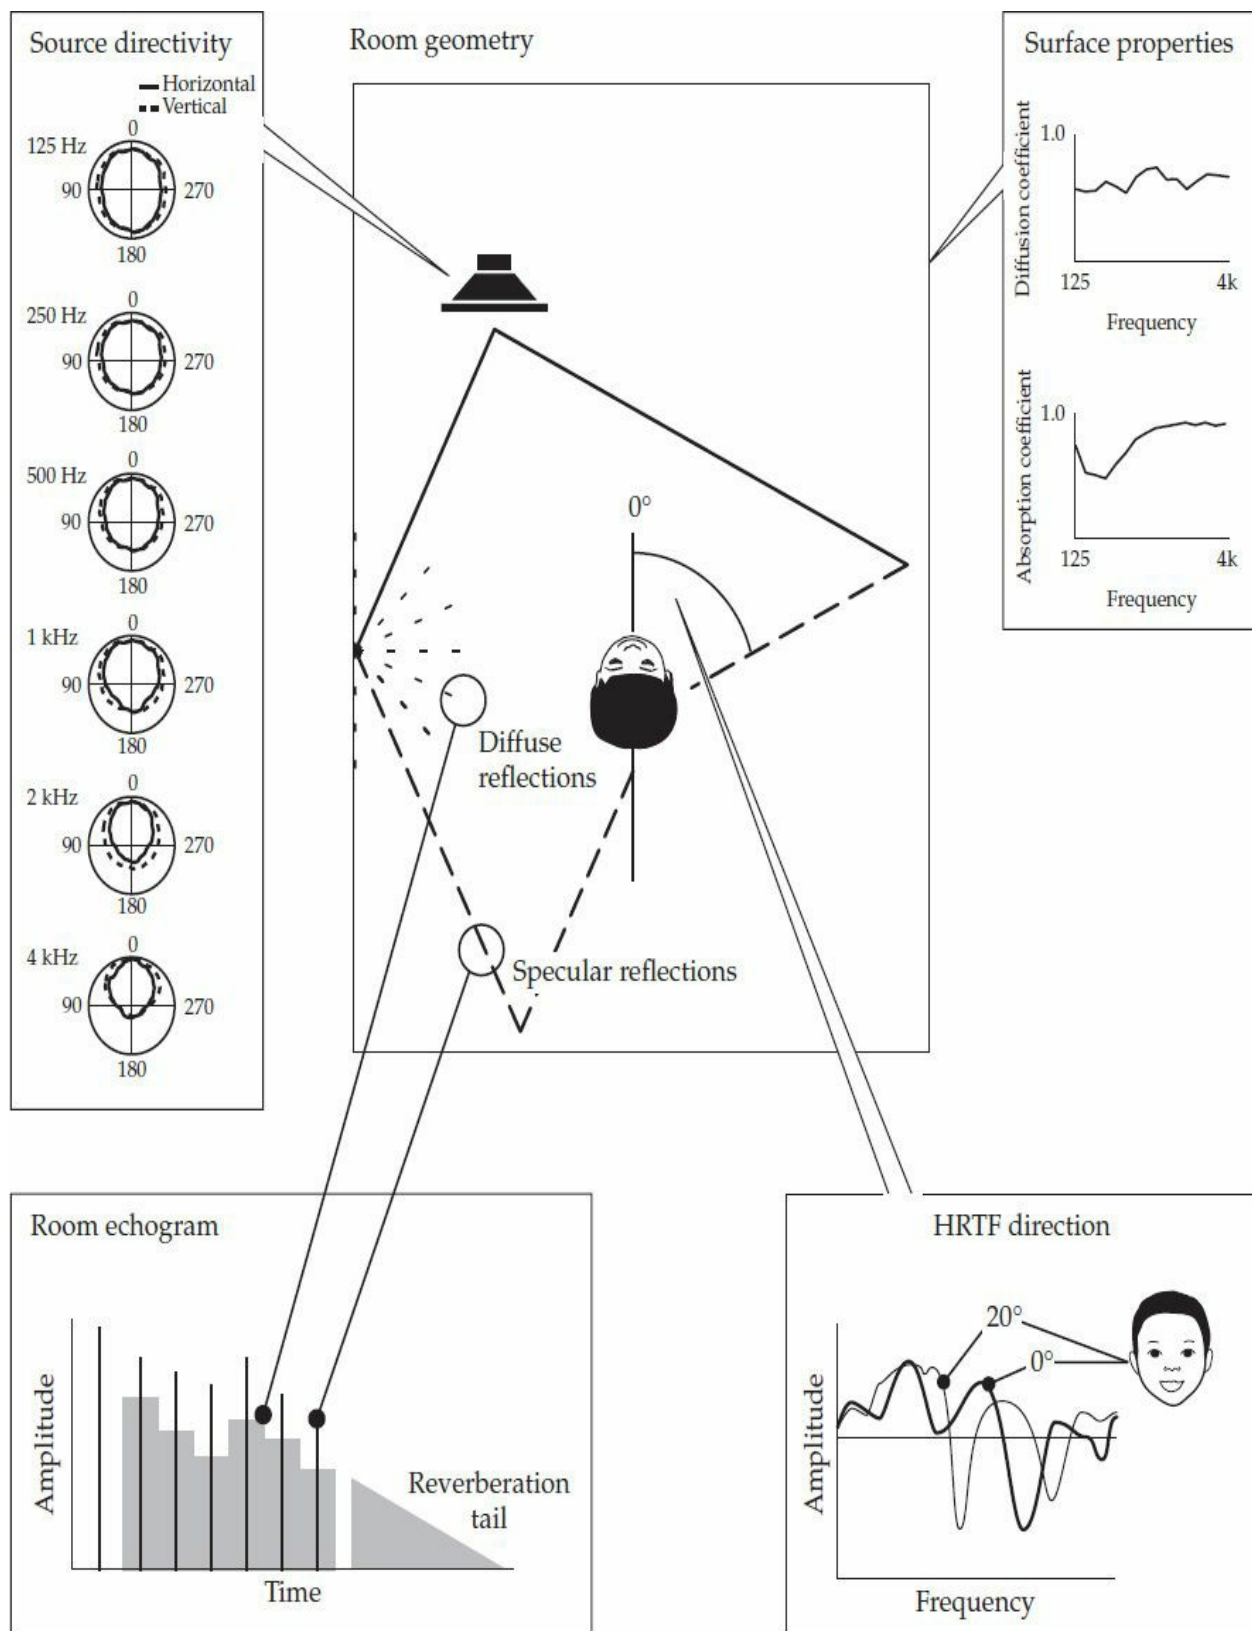 Source directivity
Horizontal
Vertical
0
125 Hz
90
270
180
0
250 Hz
90
270
180
0
500 Hz
90
270
180
0
1 kHz
90
270
180
0
2 kHz
90
270
180
0
4 kHz
90
270
180
Room geometry
0°
Diffuse
reflections
Specular reflections
Surface properties
Diffusion coefficient
1.0
125
4k
Frequency
Absorption coefficient
1.0
125
4k
Frequency
Room echogram
Amplitude
Reverberation
tail
Time
HRTF direction
20°
0°
Amplitude
Frequency